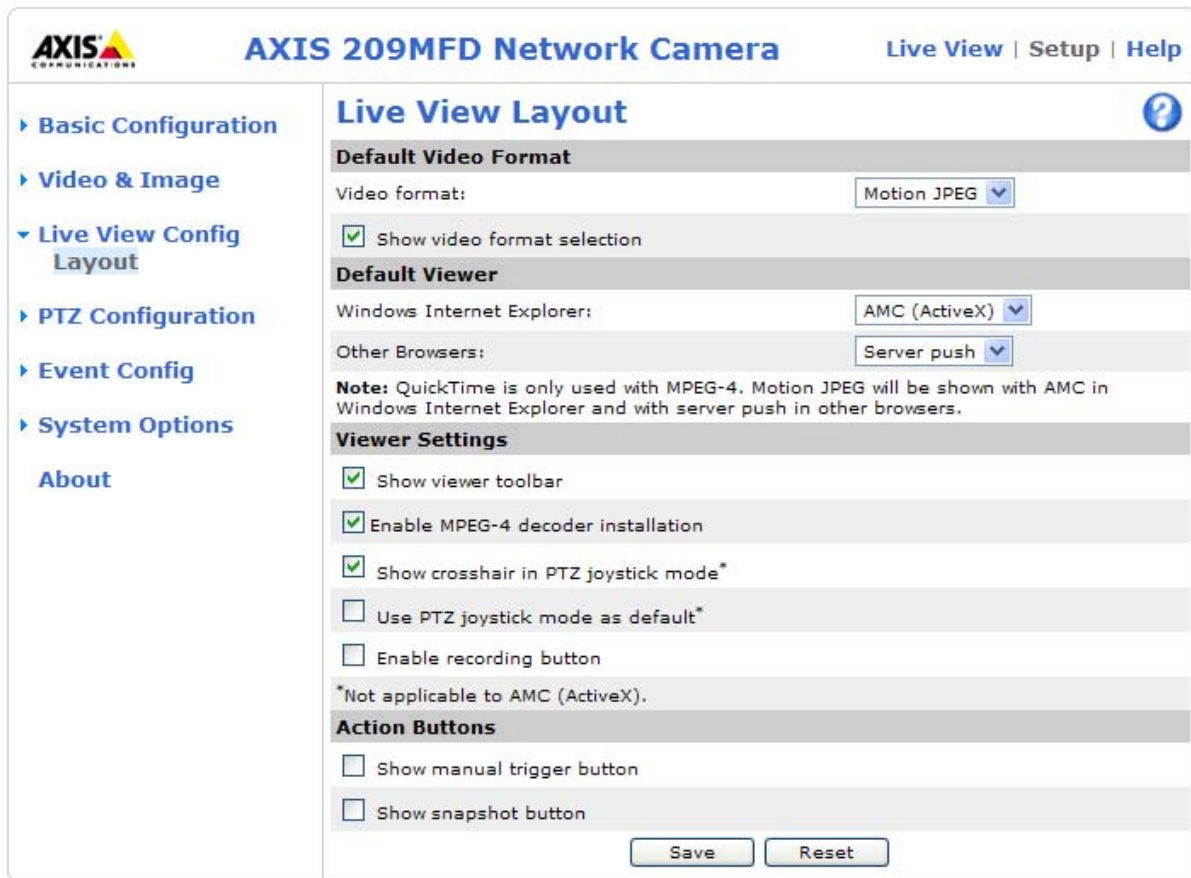 AXIS
COMMUNICATIONS
AXIS 209MFD Network Camera
Live View | Setup | Help
Basic Configuration
Video & Image
Live View Config
Layout
PTZ Configuration
Event Config
System Options
About
Live View Layout
?
Default Video Format
Video format:
Motion JPEG
Show video format selection
Default Viewer
Windows Internet Explorer:
AMC (ActiveX)
Other Browsers:
Server push
Note: QuickTime is only used with MPEG-4. Motion JPEG will be shown with AMC in
Windows Internet Explorer and with server push in other browsers.
Viewer Settings
Show viewer toolbar
Enable MPEG-4 decoder installation
Show crosshair in PTZ joystick mode*
Use PTZ joystick mode as default*
Enable recording button
*Not applicable to AMC (ActiveX).
Action Buttons
Show manual trigger button
Show snapshot button
Save
Reset